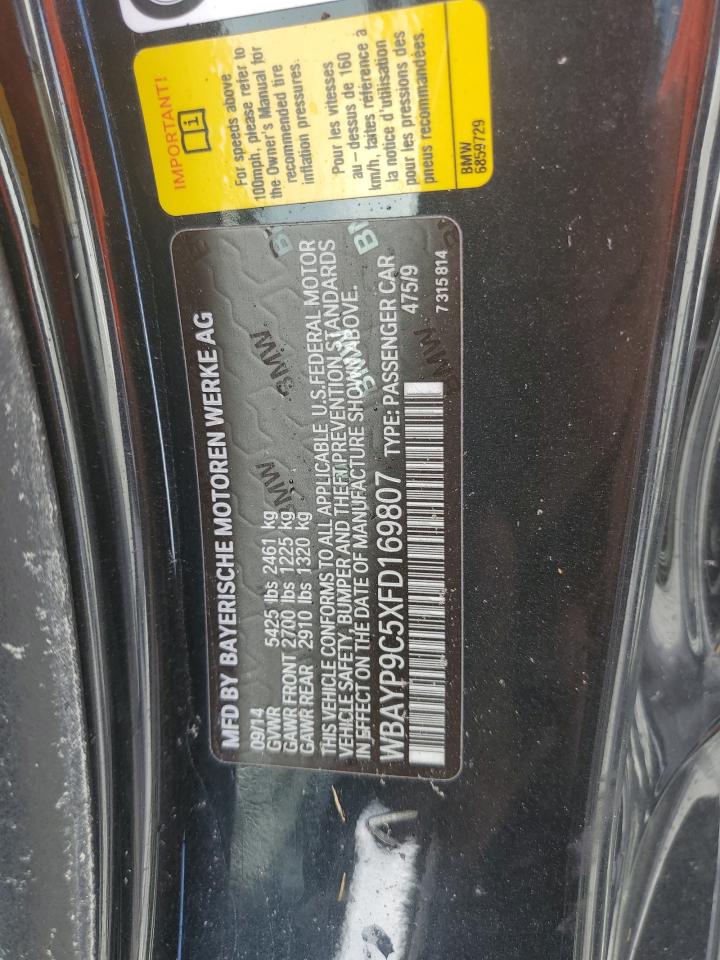 MFD BY BAYERISCHE MOTOREN WERKE AG
09/14
GVWR 5425 lbs 2461 kg
GAWR FRONT 2700 lbs 1225 kg
GAWR REAR 2910 lbs 1320 kg
THIS VEHICLE CONFORMS TO ALL APPLICABLE U.S.FEDERAL MOTOR
VEHICLE SAFETY, BUMPER AND THEFT PREVENTION STANDARDS
IN EFFECT ON THE DATE OF MANUFACTURE SHOWN ABOVE.
WBAYP9C5XFD169807 TYPE: PASSENGER CAR
475/9
7 315 814
BMW
BMW
BMW
IMPORTANT!
For speeds above
100mph, please refer to
the Owner's Manual for
recommended tire
inflation pressures.
Pour les vitesses
au - dessus de 160
km/h, faites référence à
la notice d'utilisation
pour les pressions des
pneus recommandées.
BMW
6859729